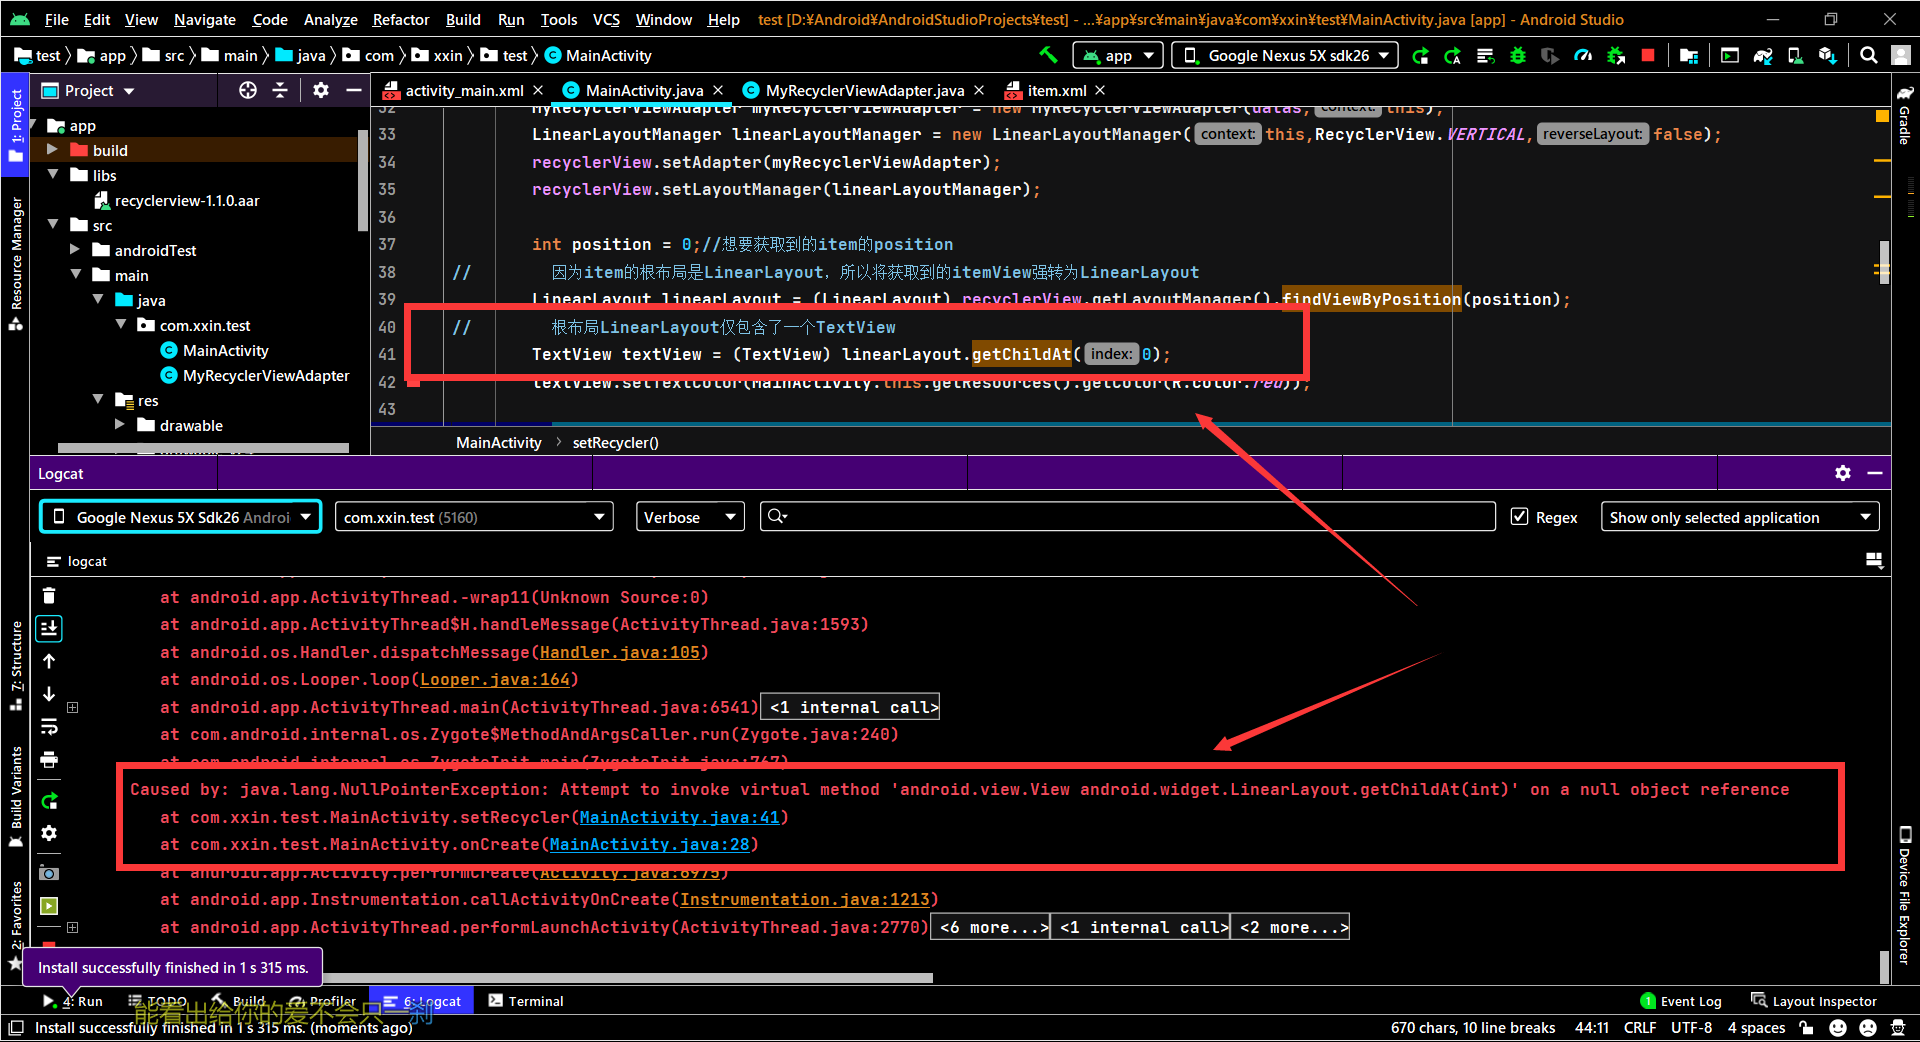 File Edit View Navigate Code Analyze Refactor Build Run Tools VCS Window Help test [D:¥Android¥AndroidStudioProjects¥test] - ...¥app¥src¥main¥java¥com¥xxin¥test¥MainActivity.java [app] - Android Studio
test app src main java com xxin test MainActivity app Google Nexus 5X sdk26
Project activity_main.xml MainActivity.java MyRecyclerViewAdapter.java item.xml
1: Project
Resource Manager
7: Structure
Build Variants
2: Favorites
Gradle
Device File Explorer
app
build
libs
recyclerview-1.1.0.aar
src
androidTest
main
java
com.xxin.test
MainActivity
MyRecyclerViewAdapter
res
drawable
32 MyRecyclerViewAdapter myRecyclerViewAdapter = new MyRecyclerViewAdapter(datas, context: this);
33 LinearLayoutManager linearLayoutManager = new LinearLayoutManager( context: this,RecyclerView.VERTICAL, reverseLayout: false);
34 recyclerView.setAdapter(myRecyclerViewAdapter);
35 recyclerView.setLayoutManager(linearLayoutManager);
36
37 int position = 0;//想要获取到的item的position
38 // 因为item的根布局是LinearLayout，所以将获取到的itemView强转为LinearLayout
39 LinearLayout linearLayout = (LinearLayout) recyclerView.getLayoutManager().findViewByPosition(position);
40 // 根布局LinearLayout仅包含了一个TextView
41 TextView textView = (TextView) linearLayout.getChildAt( index: 0);
42 textView.setTextColor(MainActivity.this.getResources().getColor(R.color.red));
43
MainActivity > setRecycler()
Logcat
Google Nexus 5X Sdk26 Androi com.xxin.test (5160) Verbose Regex Show only selected application
logcat
at android.app.ActivityThread.-wrap11(Unknown Source:0)
at android.app.ActivityThread$H.handleMessage(ActivityThread.java:1593)
at android.os.Handler.dispatchMessage(Handler.java:105)
at android.os.Looper.loop(Looper.java:164)
at android.app.ActivityThread.main(ActivityThread.java:6541) <1 internal call>
at com.android.internal.os.Zygote$MethodAndArgsCaller.run(Zygote.java:240)
at com.android.internal.os.ZygoteInit.main(ZygoteInit.java:767)
Caused by: java.lang.NullPointerException: Attempt to invoke virtual method 'android.view.View android.widget.LinearLayout.getChildAt(int)' on a null object reference
at com.xxin.test.MainActivity.setRecycler(MainActivity.java:41)
at com.xxin.test.MainActivity.onCreate(MainActivity.java:28)
at android.app.Activity.performCreate(Activity.java:6975)
at android.app.Instrumentation.callActivityOnCreate(Instrumentation.java:1213)
at android.app.ActivityThread.performLaunchActivity(ActivityThread.java:2770) <6 more...> <1 internal call> <2 more...>
Install successfully finished in 1 s 315 ms.
4: Run TODO Build Profiler 6: Logcat Terminal Event Log Layout Inspector
能看出给你的爱不会只一刹
Install successfully finished in 1 s 315 ms. (moments ago) 670 chars, 10 line breaks 44:11 CRLF UTF-8 4 spaces